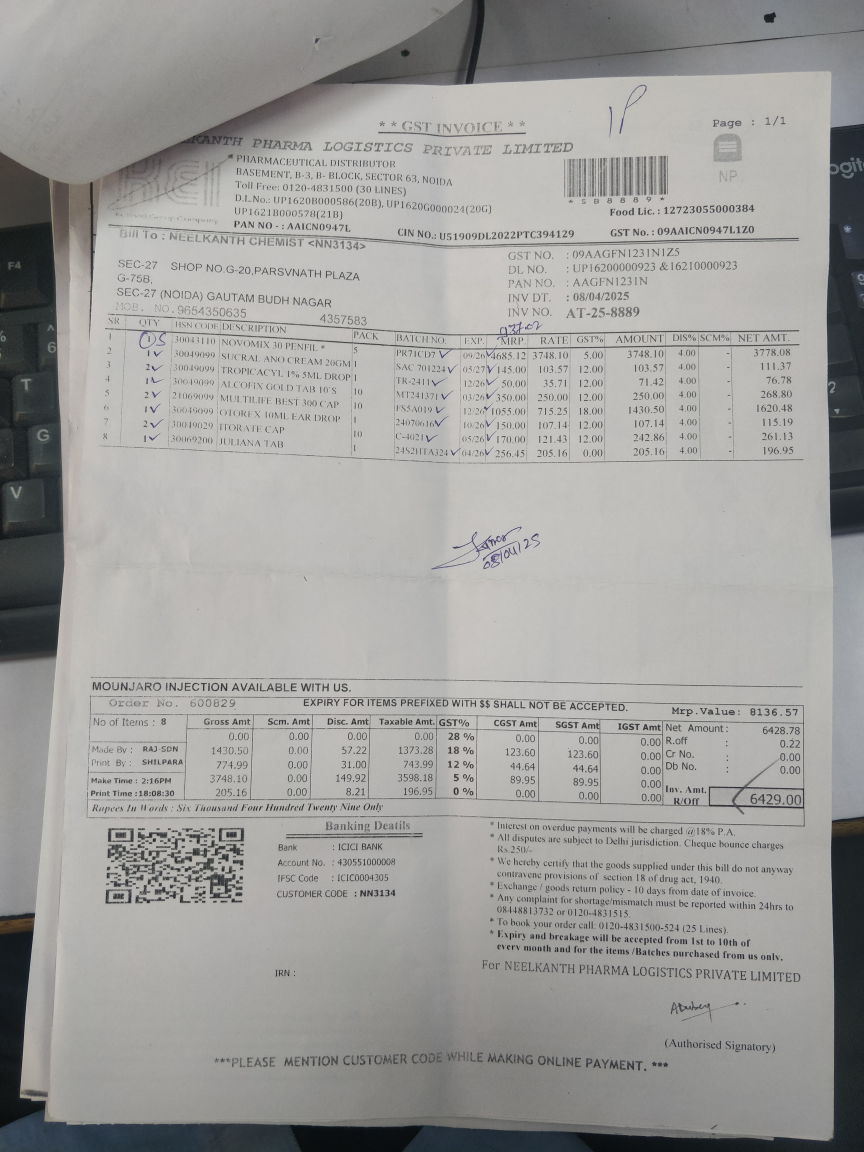 ** GST INVOICE **
1P
Page : 1/1
PHARMA LOGISTICS PRIVATE LIMITED
* PHARMACEUTICAL DISTRIBUTOR
BASEMENT, B-3, B- BLOCK, SECTOR 63, NOIDA
Toll Free: 0120-4831500 (30 LINES)
D.L.No.: UP1620B000586(20B), UP1620G000024(20G)
UP1621B000578(21B)
PAN NO - : AAICN0947L
CIN NO.: U51909DL2022PTC394129
*SB8889*
NP.
Food Lic. : 12723055000384
GST No. : 09AAICN0947L1Z0
Bill To : NEELKANTH CHEMIST <NN3134>
SEC-27 SHOP NO.G-20,PARSVNATH PLAZA
G-75B,
SEC-27 (NOIDA) GAUTAM BUDH NAGAR
MOB. NO.9654350635 4357583
GST NO. : 09AAGFN1231N1Z5
DL NO. : UP16200000923 &16210000923
PAN NO. : AAGFN1231N
INV DT. : 08/04/2025
INV NO. AT-25-8889
SR QTY HSN CODE DESCRIPTION PACK BATCH NO. EXP. MRP RATE GST% AMOUNT DIS% SCM% NET AMT.
1 30043110 NOVOMIX 30 PENFIL * 5 PR71CD7 09/26 4685.12 3748.10 5.00 3748.10 4.00 - 3778.08
2 1 30049099 SUCRAL ANO CREAM 20GM 1 SAC 701224 05/27 145.00 103.57 12.00 103.57 4.00 - 111.37
3 2 30049099 TROPICACYL 1% 5ML DROP 1 TR-2411 12/26 50.00 35.71 12.00 71.42 4.00 - 76.78
4 1 30049099 ALCOFIX GOLD TAB 10'S 10 MT241371 03/26 350.00 250.00 12.00 250.00 4.00 - 268.80
5 2 21069099 MULTILIFE BEST 300 CAP 10 FS5A019 12/26 1055.00 715.25 18.00 1430.50 4.00 - 1620.48
6 1 30049099 OTOREX 10ML EAR DROP 1 24070616 10/26 150.00 107.14 12.00 107.14 4.00 - 115.19
7 2 30049029 ITORATE CAP 10 C-4021 05/26 170.00 121.43 12.00 242.86 4.00 - 261.13
8 1 30069200 JULIANA TAB 1 24S2HTA324 04/26 256.45 205.16 0.00 205.16 4.00 - 196.95
08/04/25
MOUNJARO INJECTION AVAILABLE WITH US.
Order No. 600829 EXPIRY FOR ITEMS PREFIXED WITH $$ SHALL NOT BE ACCEPTED. Mrp.Value: 8136.57
No of Items : 8 Gross Amt Scm. Amt Disc. Amt Taxable Amt. GST% CGST Amt SGST Amt IGST Amt Net Amount: 6428.78
0.00 0.00 0.00 0.00 28 % 0.00 0.00 0.00 R.off : 0.22
Made By : RAJ-SDN 1430.50 0.00 57.22 1373.28 18 % 123.60 123.60 0.00 Cr No. : 0.00
Print By : SHILPARA 774.99 0.00 31.00 743.99 12 % 44.64 44.64 0.00 Db No. : 0.00
Make Time : 2:16PM 3748.10 0.00 149.92 3598.18 5 % 89.95 89.95 0.00
Print Time :18:08:30 205.16 0.00 8.21 196.95 0 % 0.00 0.00 0.00 Inv. Amt. R/Off 6429.00
Rupees In Words : Six Thousand Four Hundred Twenty Nine Only
Banking Deatils
Bank : ICICI BANK
Account No. : 430551000008
IFSC Code : ICIC0004305
CUSTOMER CODE : NN3134
* Interest on overdue payments will be charged @18% P.A.
* All disputes are subject to Delhi jurisdiction. Cheque bounce charges
Rs.250/-
* We hereby certify that the goods supplied under this bill do not anyway
contravene provisions of section 18 of drug act, 1940.
* Exchange / goods return policy - 10 days from date of invoice.
* Any complaint for shortage/mismatch must be reported within 24hrs to
08448813732 or 0120-4831515.
* To book your order call: 0120-4831500-524 (25 Lines).
* Expiry and breakage will be accepted from 1st to 10th of
every month and for the items /Batches purchased from us only.
For NEELKANTH PHARMA LOGISTICS PRIVATE LIMITED
IRN :
(Authorised Signatory)
***PLEASE MENTION CUSTOMER CODE WHILE MAKING ONLINE PAYMENT. ***